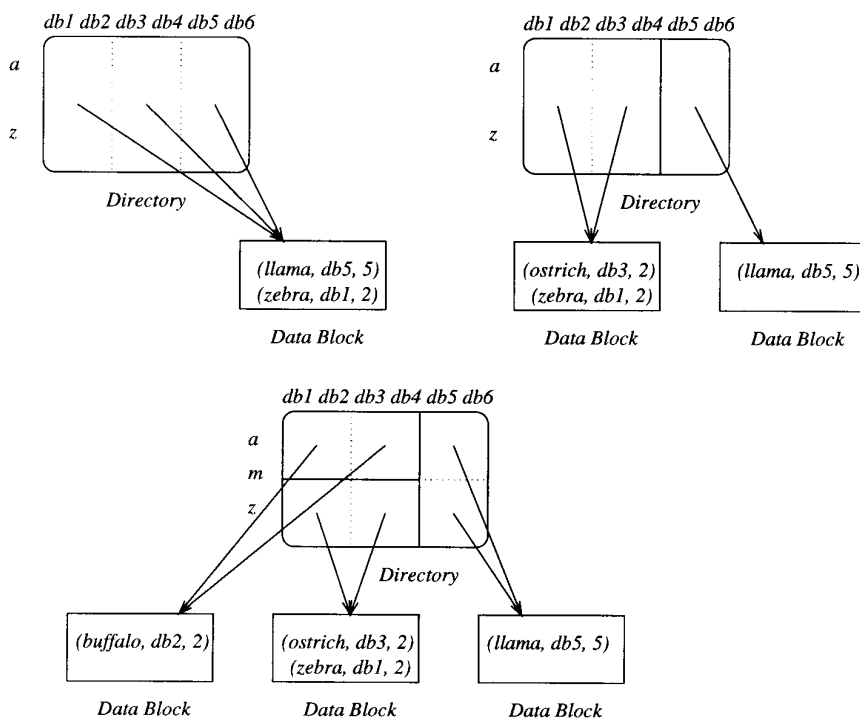 db1 db2 db3 db4 db5 db6
a
z
Directory
(llama, db5, 5)
(zebra, db1, 2)
Data Block
db1 db2 db3 db4 db5 db6
a
z
Directory
(ostrich, db3, 2)
(zebra, db1, 2)
Data Block
(llama, db5, 5)
Data Block
db1 db2 db3 db4 db5 db6
a
m
z
Directory
(buffalo, db2, 2)
Data Block
(ostrich, db3, 2)
(zebra, db1, 2)
Data Block
(llama, db5, 5)
Data Block